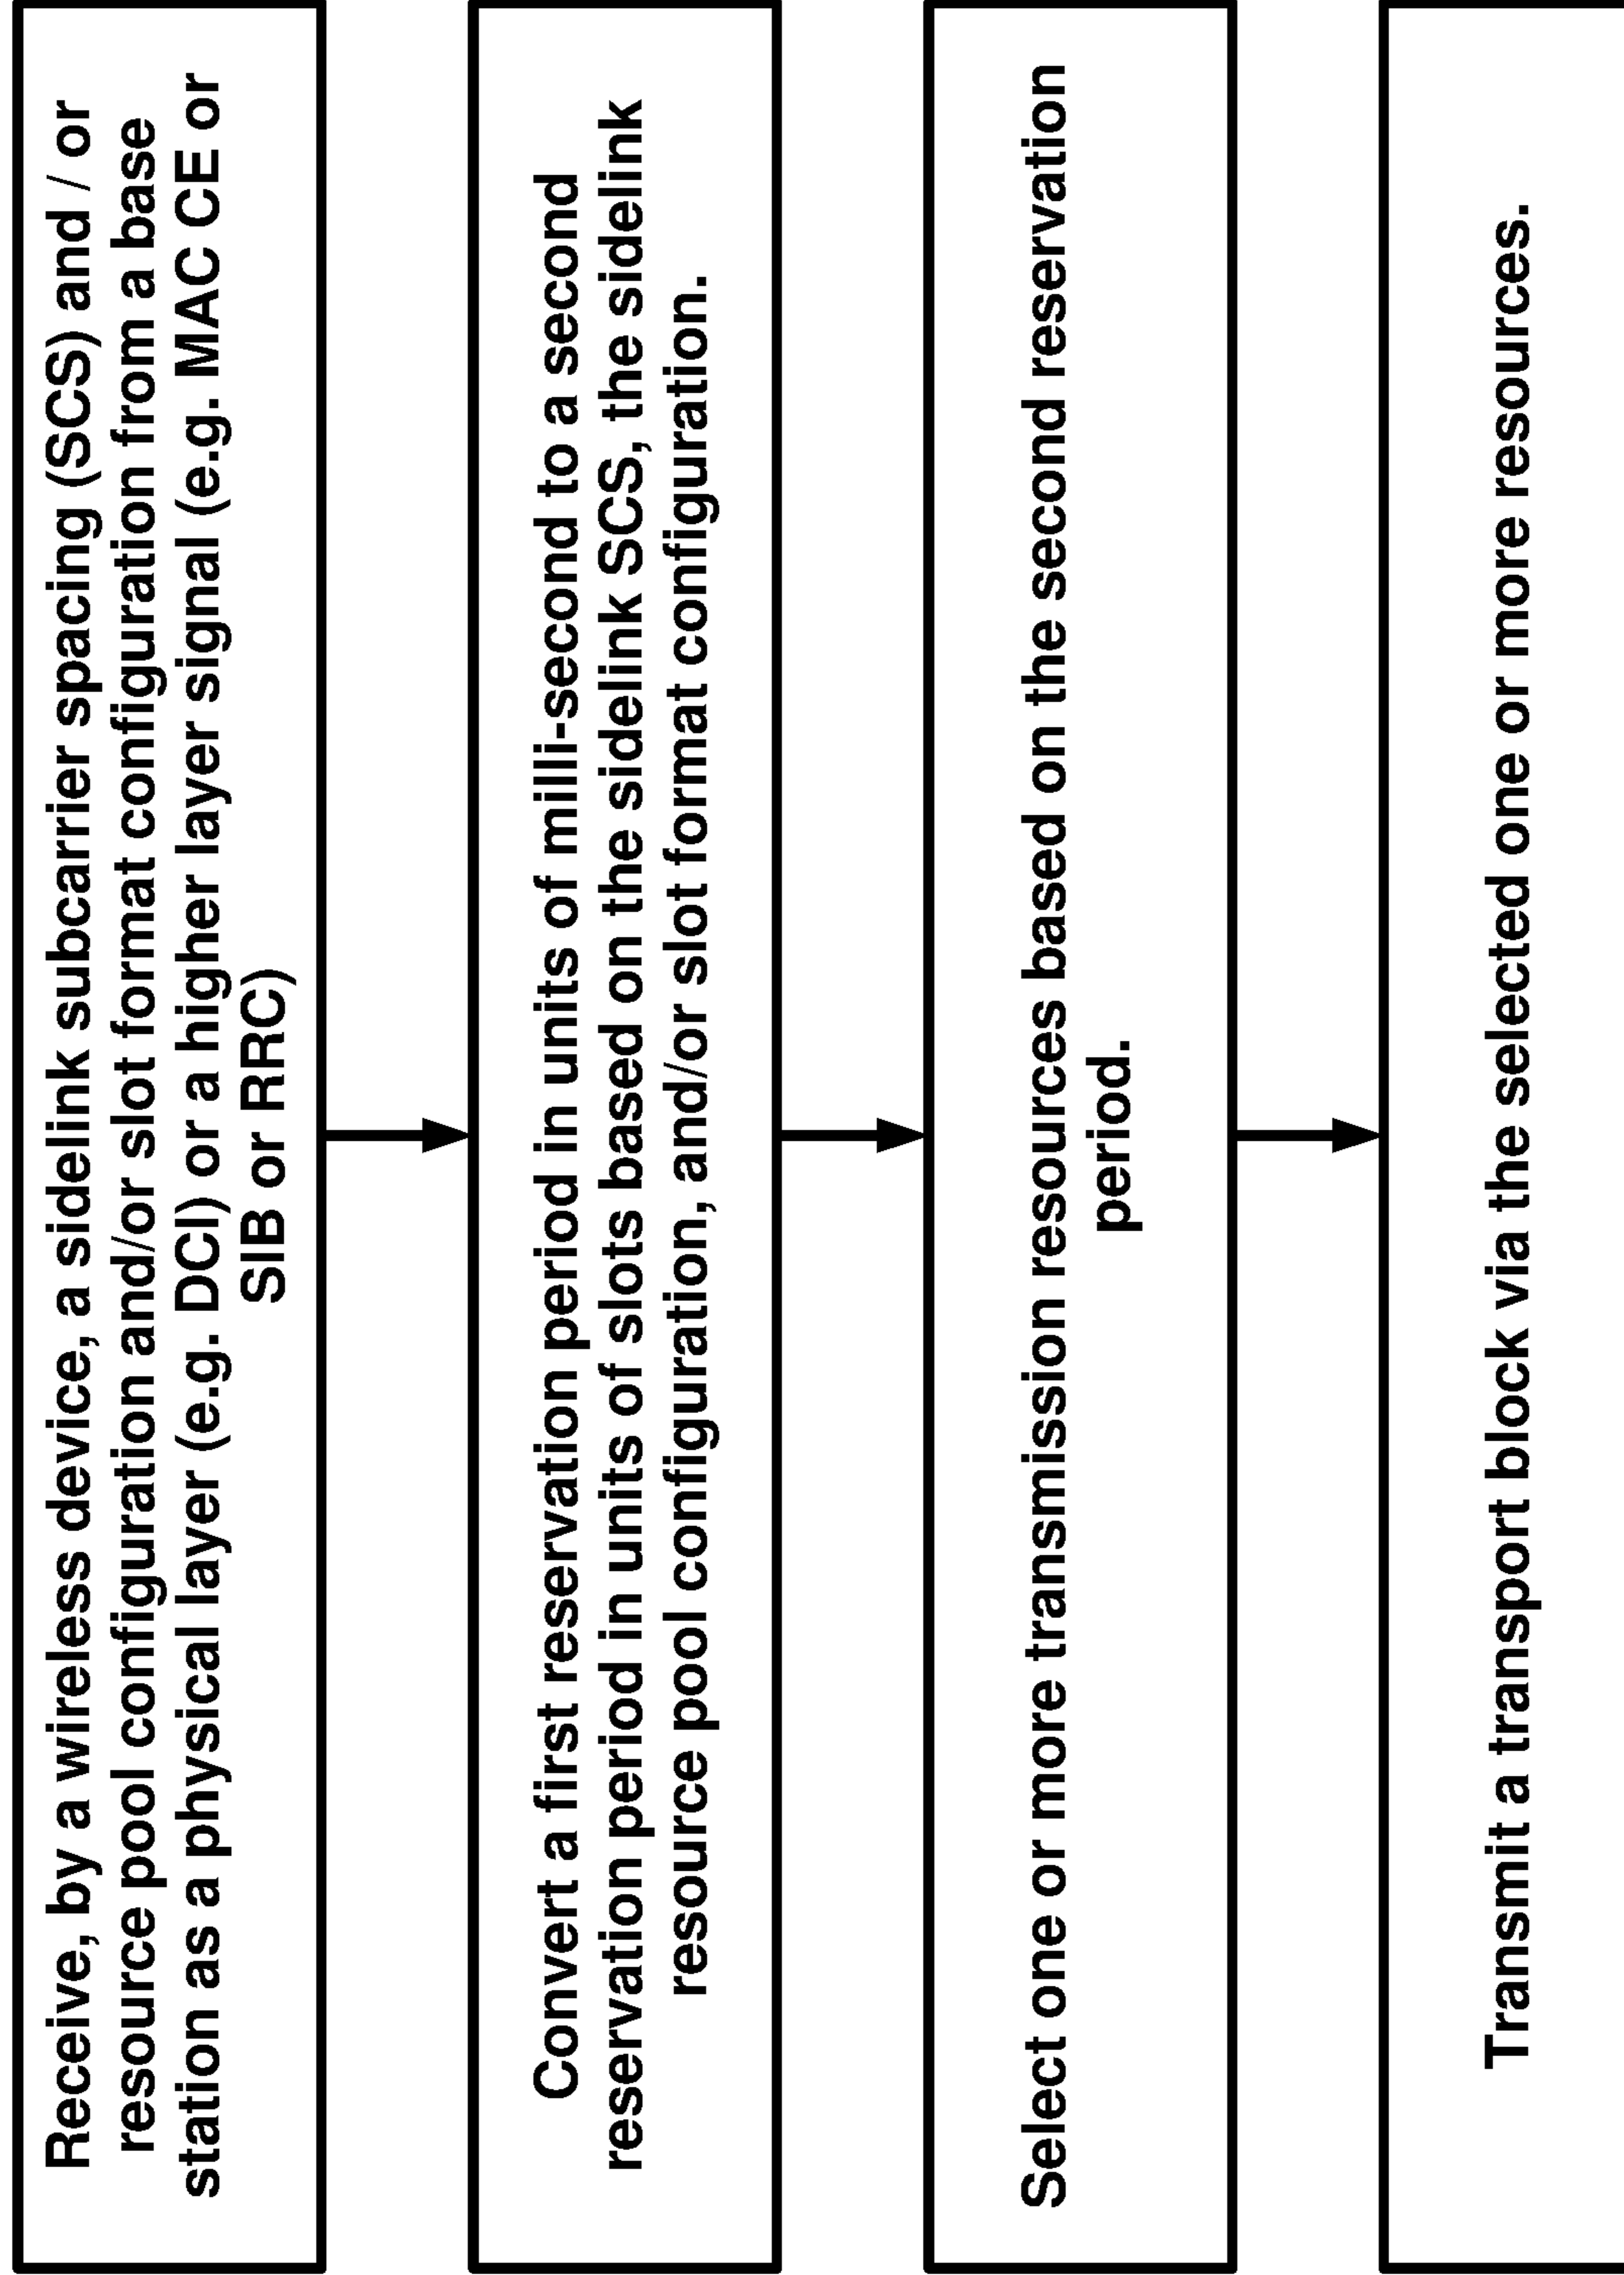 Receive, by a wireless device, a sidelink subcarrier spacing (SCS) and / or
resource pool configuration and/or slot format configuration from a base
station as a physical layer (e.g. DCI) or a higher layer signal (e.g. MAC CE or
SIB or RRC)
Convert a first reservation period in units of milli-second to a second
reservation period in units of slots based on the sidelink SCS, the sidelink
resource pool configuration, and/or slot format configuration.
Select one or more transmission resources based on the second reservation
period.
Transmit a transport block via the selected one or more resources.